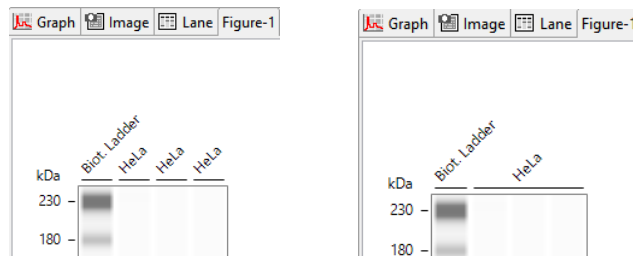 Graph Image Lane Figure-1
Biot. Ladder HeLa HeLa HeLa
kDa
230
180
Graph Image Lane Figure-1
Biot. Ladder HeLa
kDa
230
180